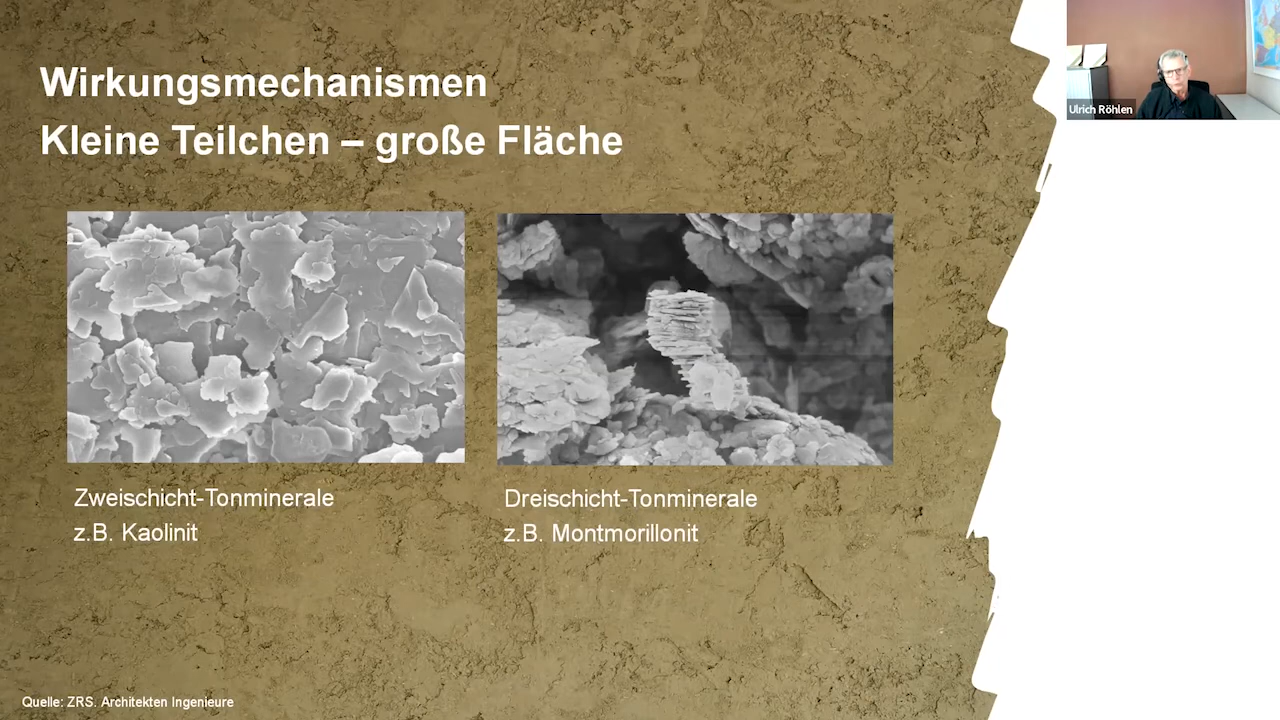 Wirkungsmechanismen
Kleine Teilchen – große Fläche
Ulrich Röhlen
Zweischicht-Tonminerale
z.B. Kaolinit
Dreischicht-Tonminerale
z.B. Montmorillonit
Quelle: ZRS. Architekten Ingenieure